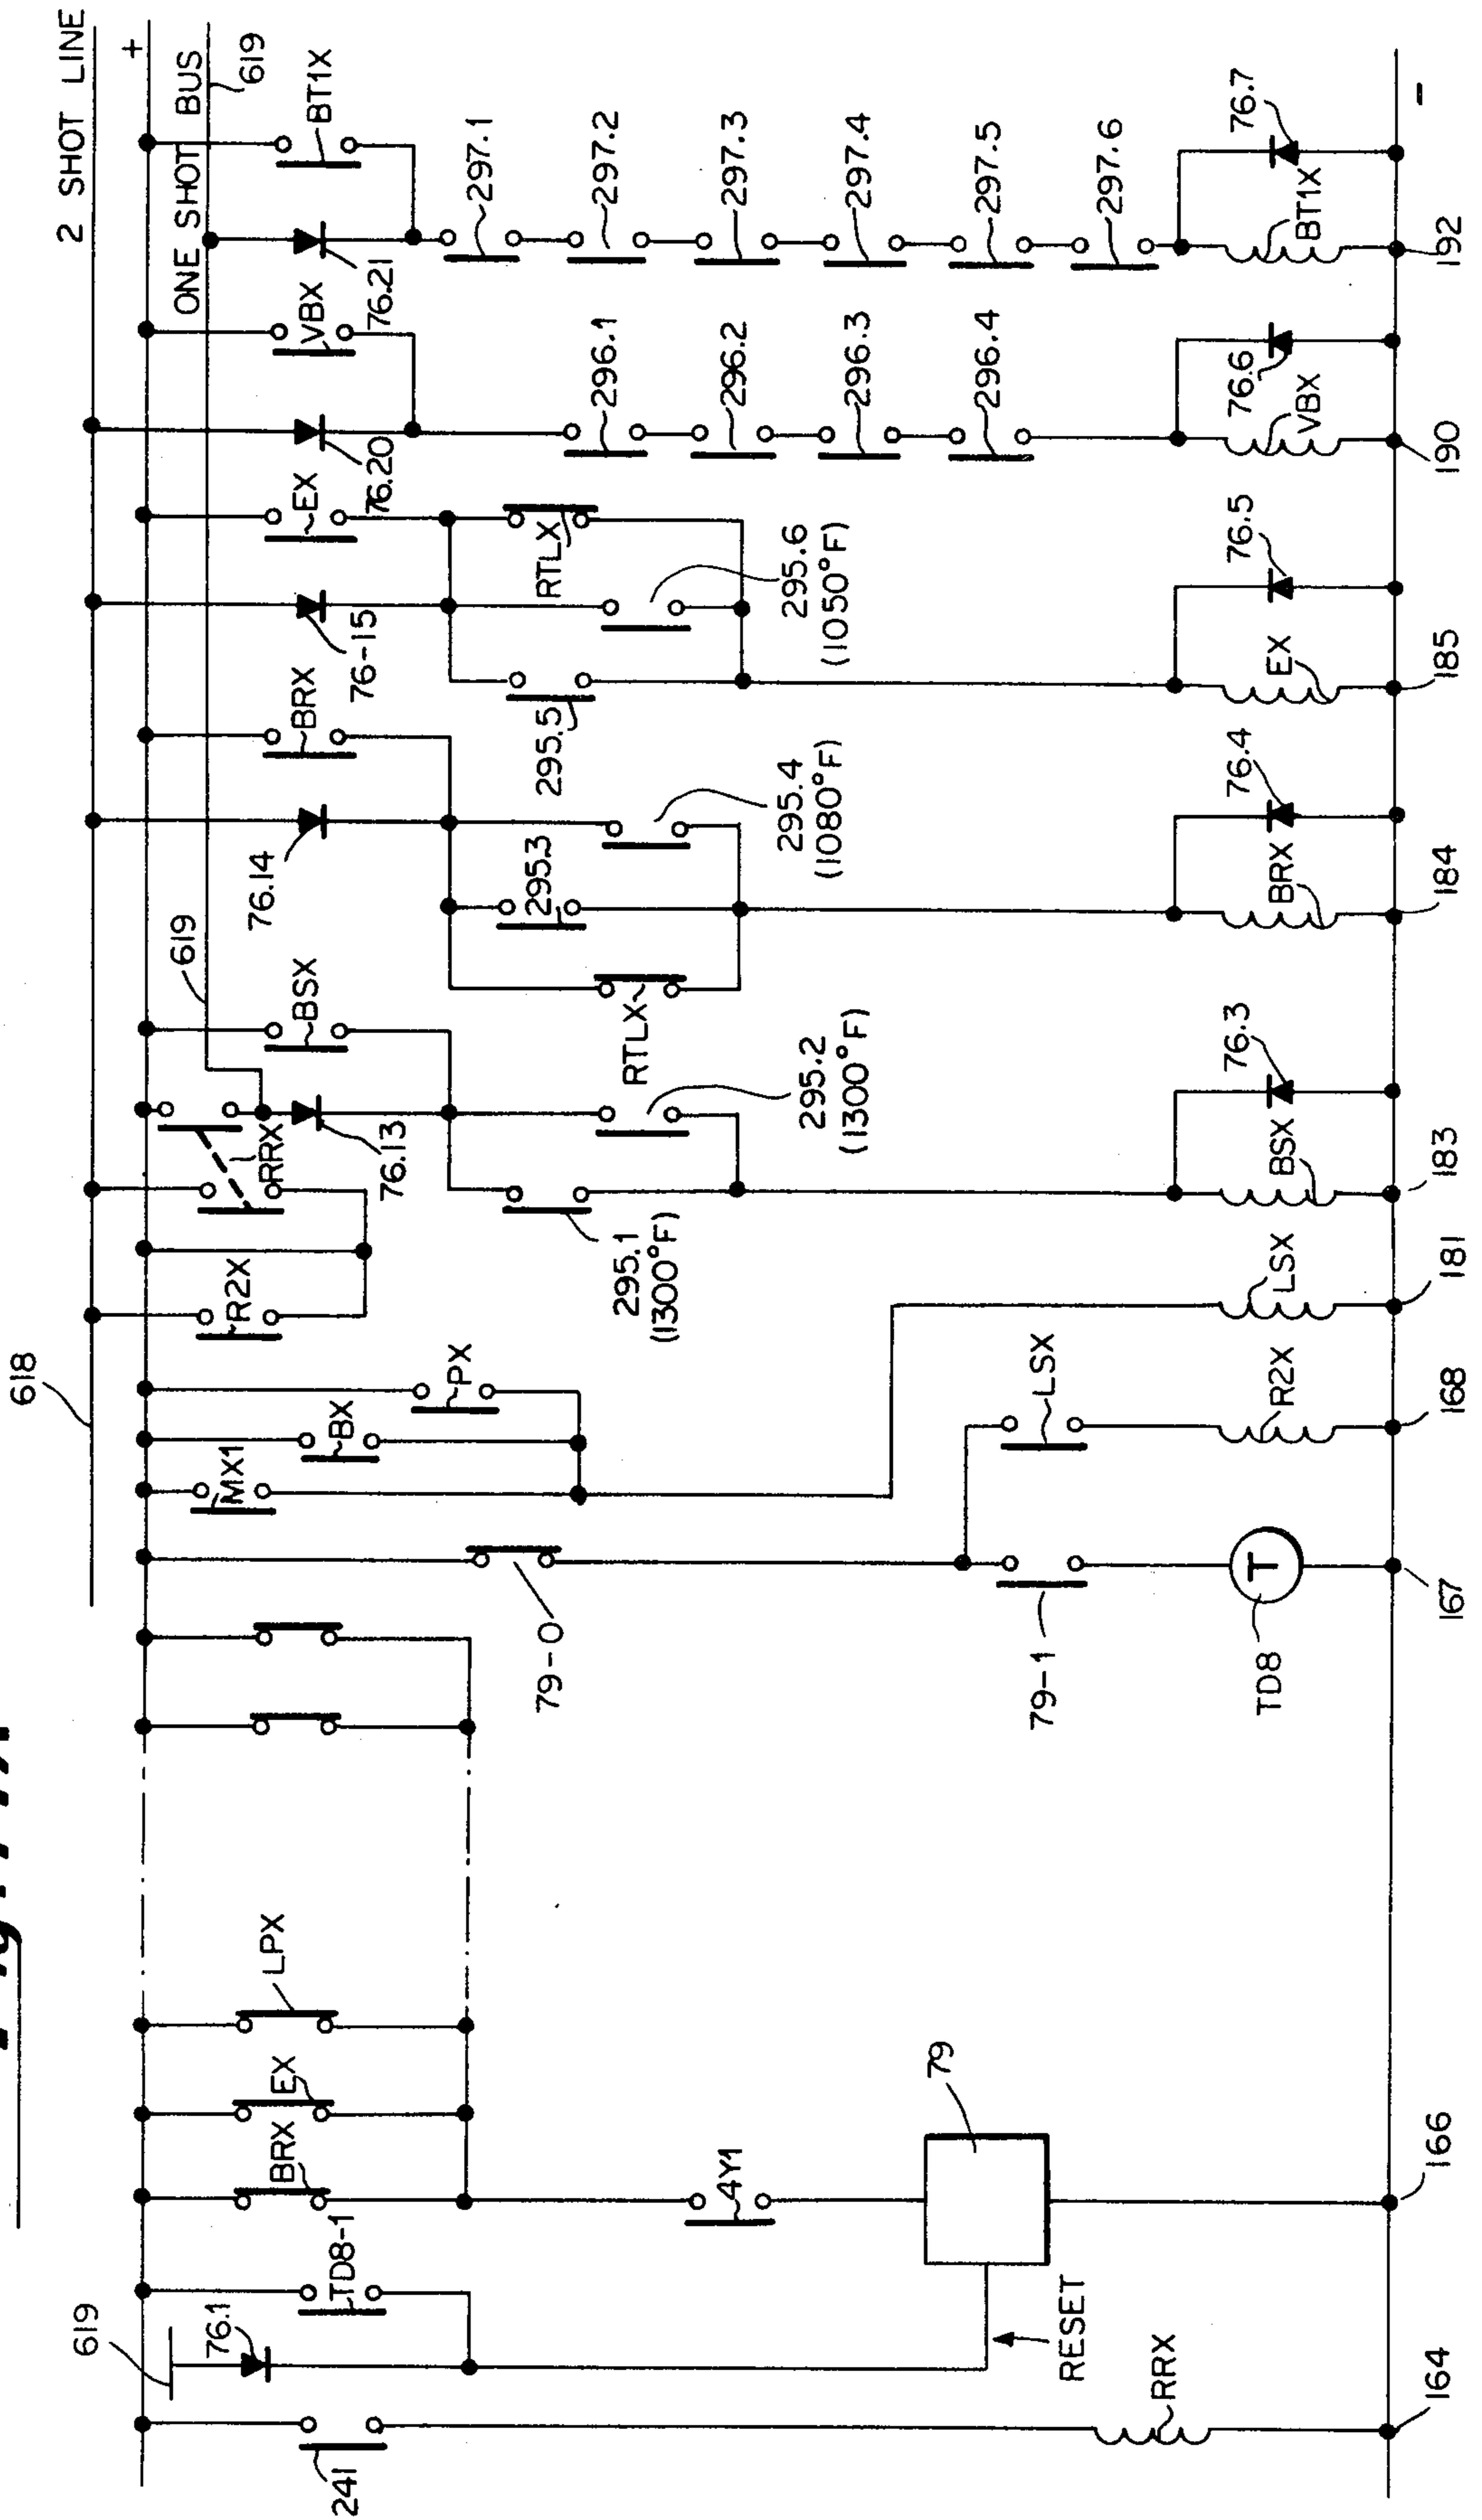 2 SHOT LINE
+
ONE SHOT BUS
619
BT1X
76.21
VBX
76.20
EX
76-15
BRX
76.14
619
BSX
RRX
76.13
R2X
618
PX
BX
MX1
297.1
297.2
297.3
297.4
297.5
297.6
296.1
296.2
296.3
296.4
RTLX
295.6
(1050°F)
295.5
295.4
(1080°F)
295.3
RTLX
295.2
(1300°F)
295.1
(1300°F)
76.7
BT1X
192
76.6
VBX
190
76.5
EX
185
76.4
BRX
184
76.3
BSX
183
LSX
181
LSX
R2X
168
79-0
79-1
TD8
T
167
LPX
EX
BRX
4Y1
79
166
TD8-1
619
76.1
RESET
241
RRX
164
-